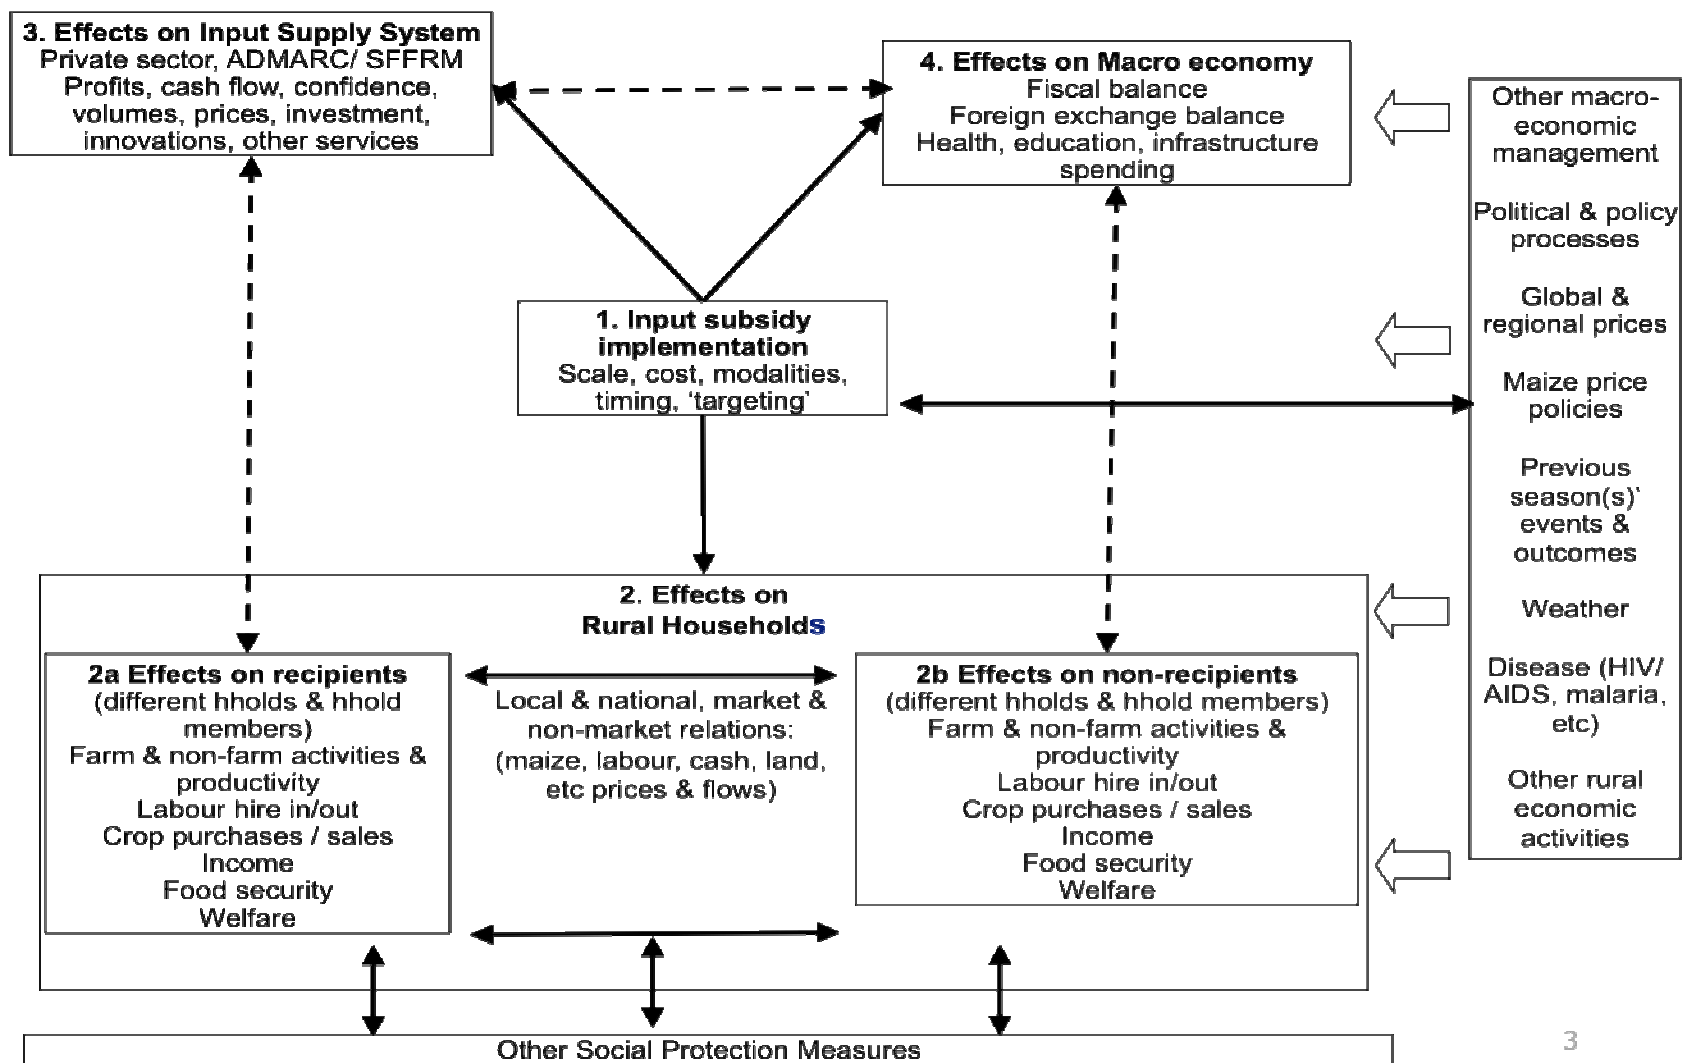 3. Effects on Input Supply System
Private sector, ADMARC/ SFFRM
Profits, cash flow, confidence,
volumes, prices, investment,
innovations, other services
4. Effects on Macro economy
Fiscal balance
Foreign exchange balance
Health, education, infrastructure
spending
Other macro-
economic
management
Political & policy
processes
Global &
regional prices
Maize price
policies
Previous
season(s)'
events &
outcomes
Weather
Disease (HIV/
AIDS, malaria,
etc)
Other rural
economic
activities
1. Input subsidy
implementation
Scale, cost, modalities,
timing, 'targeting'
2. Effects on
Rural Households
2a Effects on recipients
(different hholds & hhold
members)
Farm & non-farm activities &
productivity
Labour hire in/out
Crop purchases / sales
Income
Food security
Welfare
Local & national, market &
non-market relations:
(maize, labour, cash, land,
etc prices & flows)
2b Effects on non-recipients
(different hholds & hhold members)
Farm & non-farm activities &
productivity
Labour hire in/out
Crop purchases / sales
Income
Food security
Welfare
Other Social Protection Measures
3